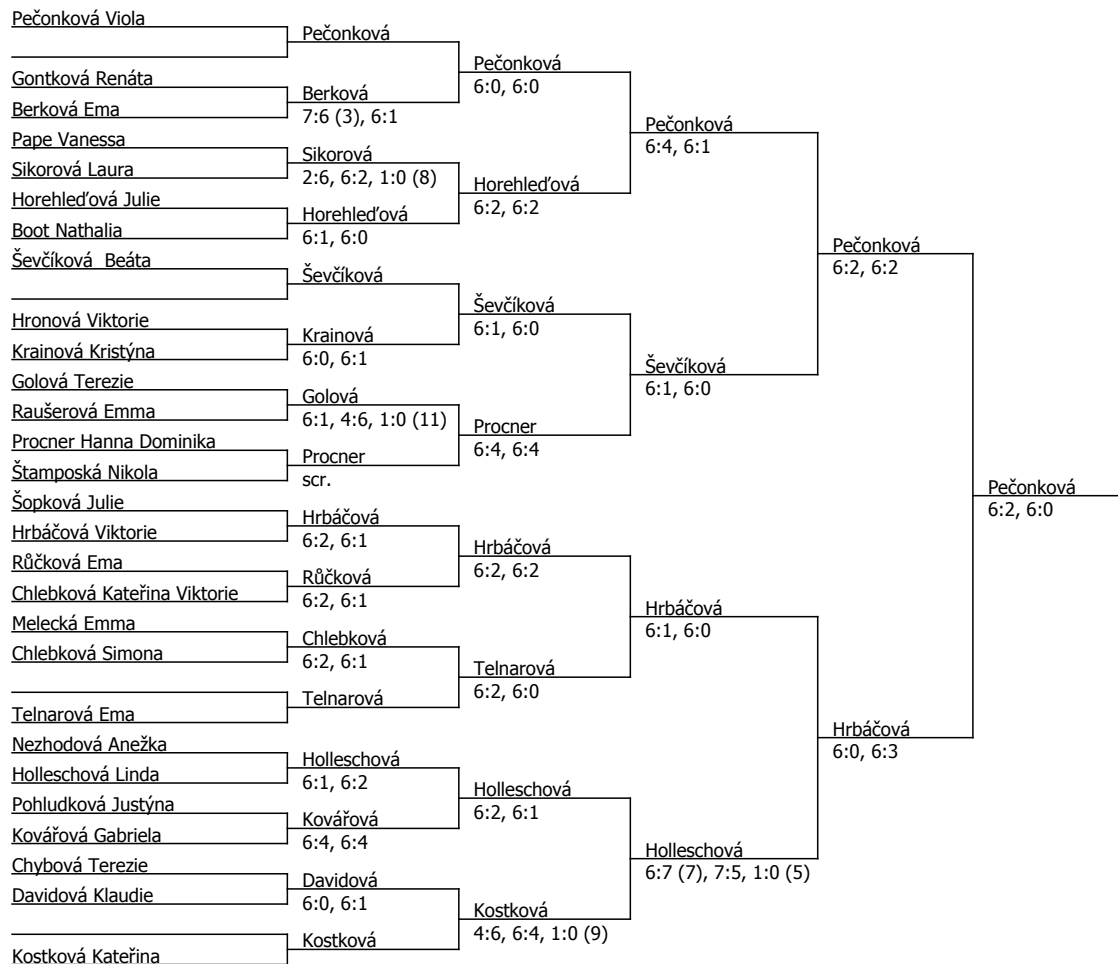 Pečonková Viola
Pečonková
Pečonková
6:0, 6:0
Gontková Renáta
Berková
7:6 (3), 6:1
Berková Ema
Pečonková
6:4, 6:1
Pape Vanessa
Sikorová
2:6, 6:2, 1:0 (8)
Sikorová Laura
Horehleďová
6:2, 6:2
Horehleďová Julie
Horehleďová
6:1, 6:0
Boot Nathalia
Pečonková
6:2, 6:2
Ševčíková  Beáta
Ševčíková
Ševčíková
6:1, 6:0
Hronová Viktorie
Krainová
6:0, 6:1
Krainová Kristýna
Ševčíková
6:1, 6:0
Golová Terezie
Golová
6:1, 4:6, 1:0 (11)
Raušerová Emma
Procner
6:4, 6:4
Procner Hanna Dominika
Procner
scr.
Štamposká Nikola
Pečonková
6:2, 6:0
Šopková Julie
Hrbáčová
6:2, 6:1
Hrbáčová Viktorie
Hrbáčová
6:2, 6:2
Růčková Ema
Růčková
6:2, 6:1
Chlebková Kateřina Viktorie
Hrbáčová
6:1, 6:0
Melecká Emma
Chlebková
6:2, 6:1
Chlebková Simona
Telnarová
6:2, 6:0
Telnarová
Telnarová Ema
Hrbáčová
6:0, 6:3
Nezhodová Anežka
Holleschová
6:1, 6:2
Holleschová Linda
Holleschová
6:2, 6:1
Pohludková Justýna
Kovářová
6:4, 6:4
Kovářová Gabriela
Holleschová
6:7 (7), 7:5, 1:0 (5)
Chybová Terezie
Davidová
6:0, 6:1
Davidová Klaudie
Kostková
4:6, 6:4, 1:0 (9)
Kostková
Kostková Kateřina